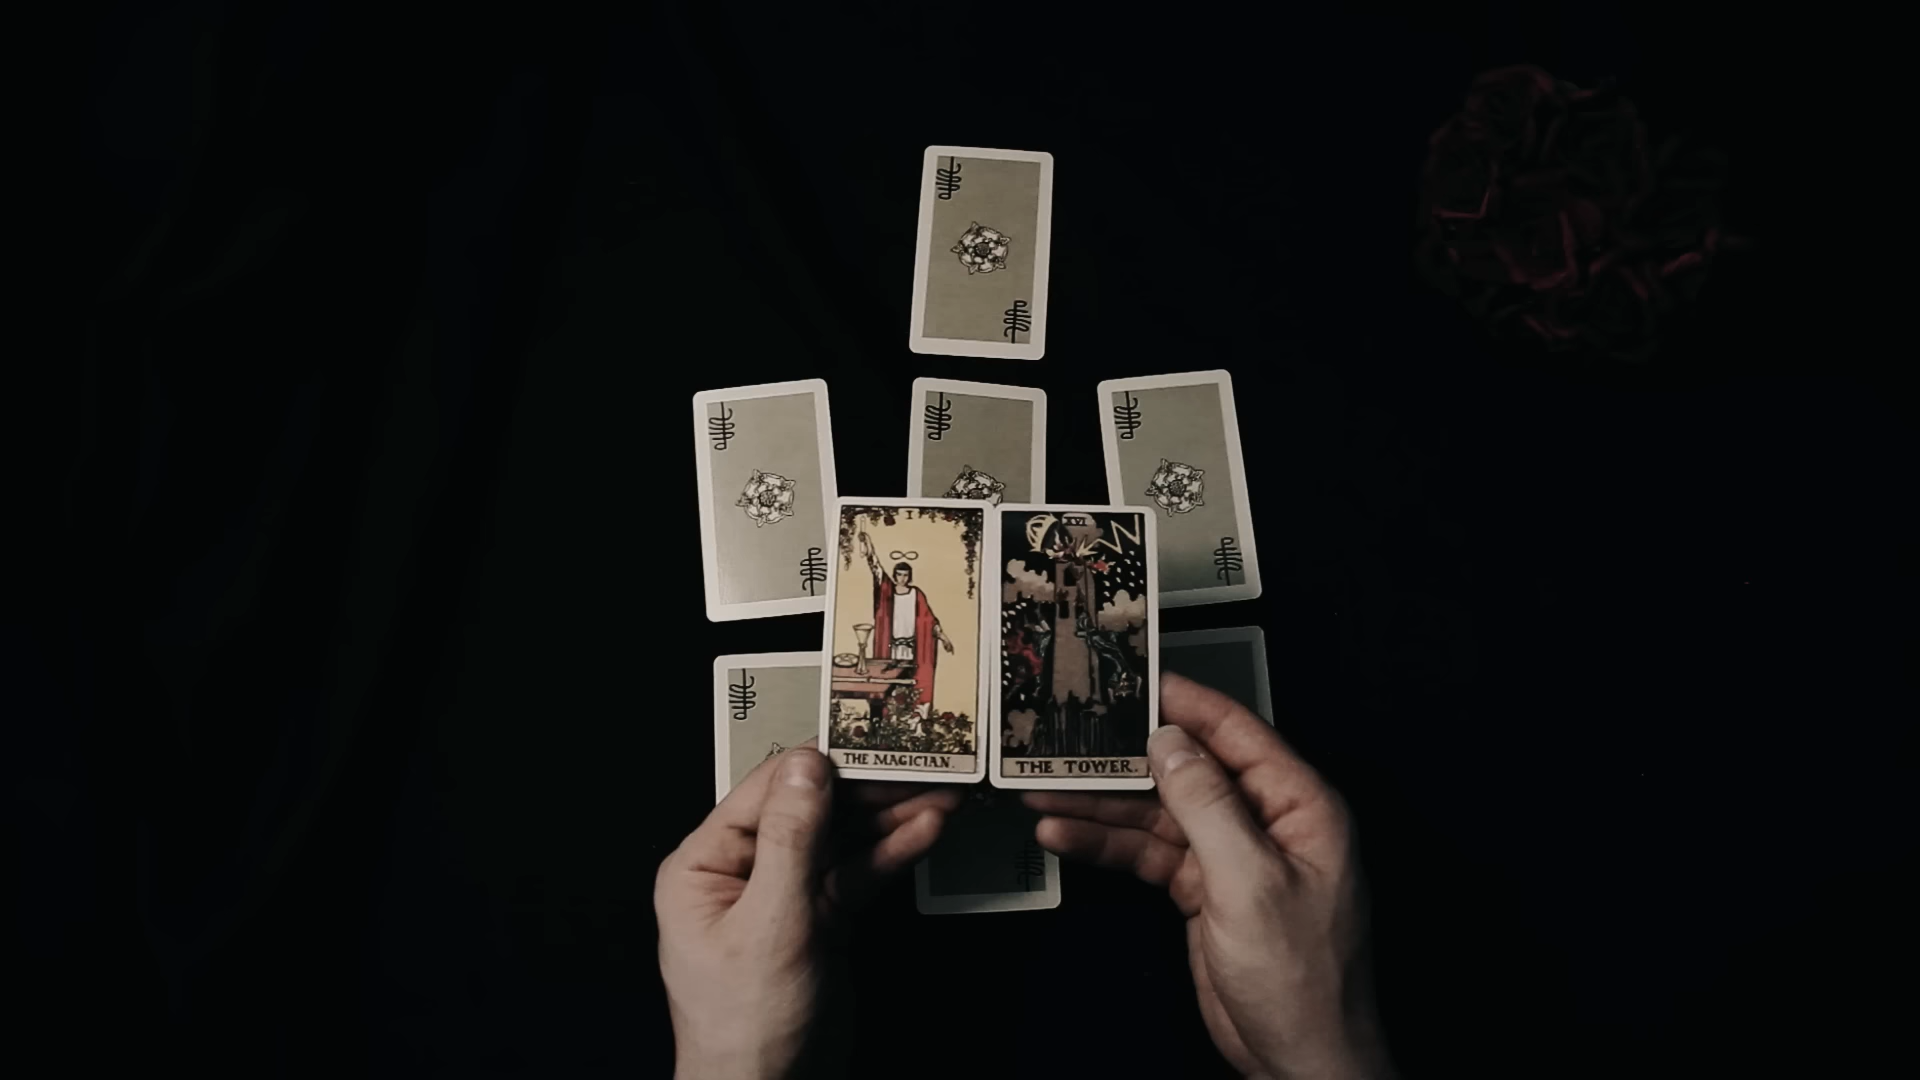 I
XVI
THE MAGICIAN.
THE TOWER.